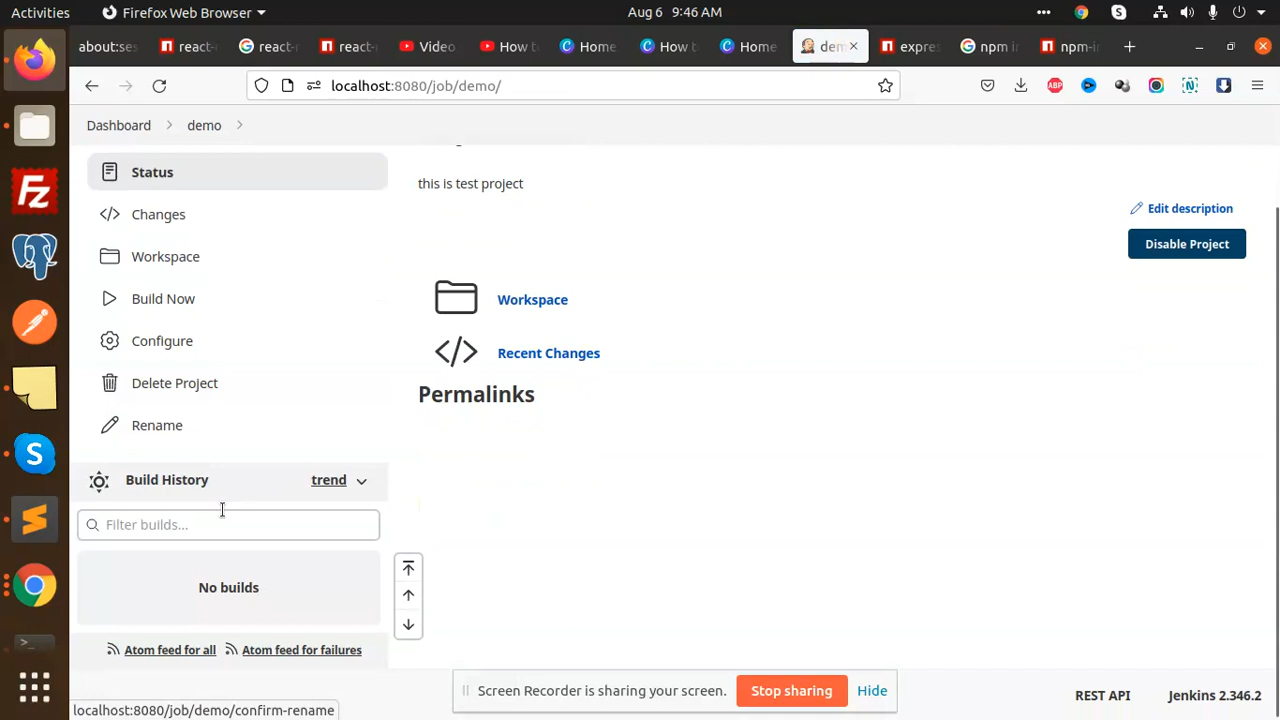 Activities
Firefox Web Browser
Aug 6 9:46 AM
about:ses
react-
react-r
react-
Video
How t
Home
How t
Home
dem
expres
npm i
npm-in
localhost:8080/job/demo/
ABP
N
Dashboard
demo
Status
Changes
Workspace
Build Now
Configure
Delete Project
Rename
Build History
trend
Filter builds...
No builds
Atom feed for all
Atom feed for failures
this is test project
Edit description
Disable Project
Workspace
Recent Changes
Permalinks
Screen Recorder is sharing your screen.
Stop sharing
Hide
REST API
Jenkins 2.346.2
localhost:8080/job/demo/confirm-rename